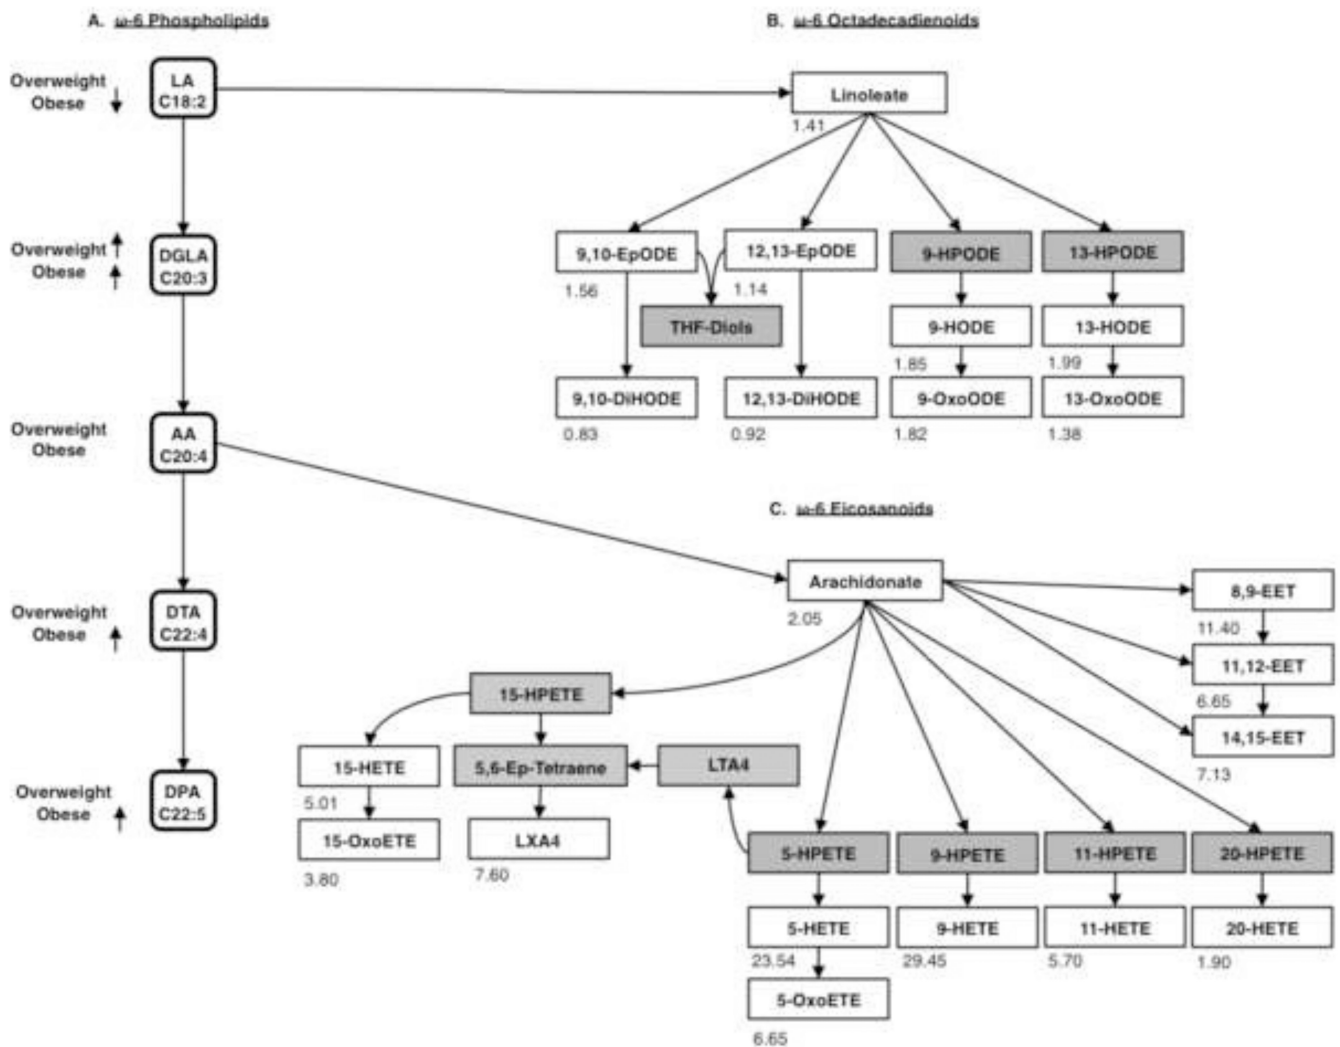 A. ω-6 Phospholipids
Overweight
Obese
LA
C18:2
Overweight
Obese
DGLA
C20:3
Overweight
Obese
AA
C20:4
Overweight
Obese
DTA
C22:4
Overweight
Obese
DPA
C22:5
B. ω-6 Octadecadienoids
Linoleate
1.41
9,10-EpODE
1.56
12,13-EpODE
1.14
9-HPODE
13-HPODE
THF-Diols
9-HODE
1.85
13-HODE
1.99
9,10-DiHODE
0.83
12,13-DiHODE
0.92
9-OxoODE
1.82
13-OxoODE
1.38
C. ω-6 Eicosanoids
Arachidonate
2.05
8,9-EET
11.40
11,12-EET
6.65
14,15-EET
7.13
15-HPETE
15-HETE
5.01
5,6-Ep-Tetraene
LTA4
15-OxoETE
3.80
LXA4
7.60
5-HPETE
9-HPETE
11-HPETE
20-HPETE
5-HETE
23.54
9-HETE
29.45
11-HETE
5.70
20-HETE
1.90
5-OxoETE
6.65